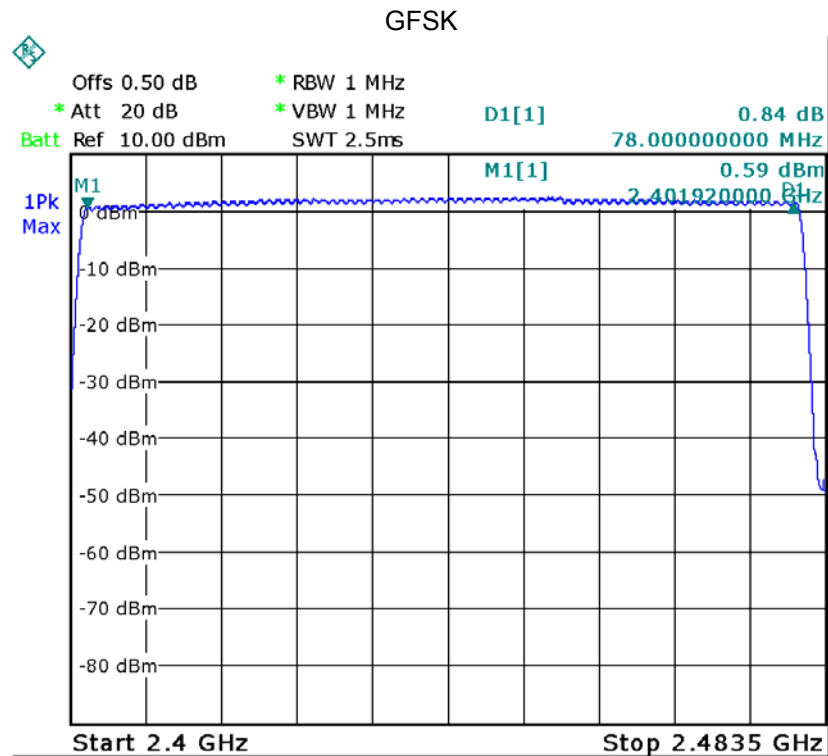 GFSK
Offs 0.50 dB * RBW 1 MHz
* Att 20 dB * VBW 1 MHz D1[1] 0.84 dB
Batt Ref 10.00 dBm SWT 2.5ms 78.000000000 MHz
M1[1] 0.59 dBm
M1 2.401920000 GHz D1
1Pk
Max
0 dBm
-10 dBm
-20 dBm
-30 dBm
-40 dBm
-50 dBm
-60 dBm
-70 dBm
-80 dBm
Start 2.4 GHz Stop 2.4835 GHz